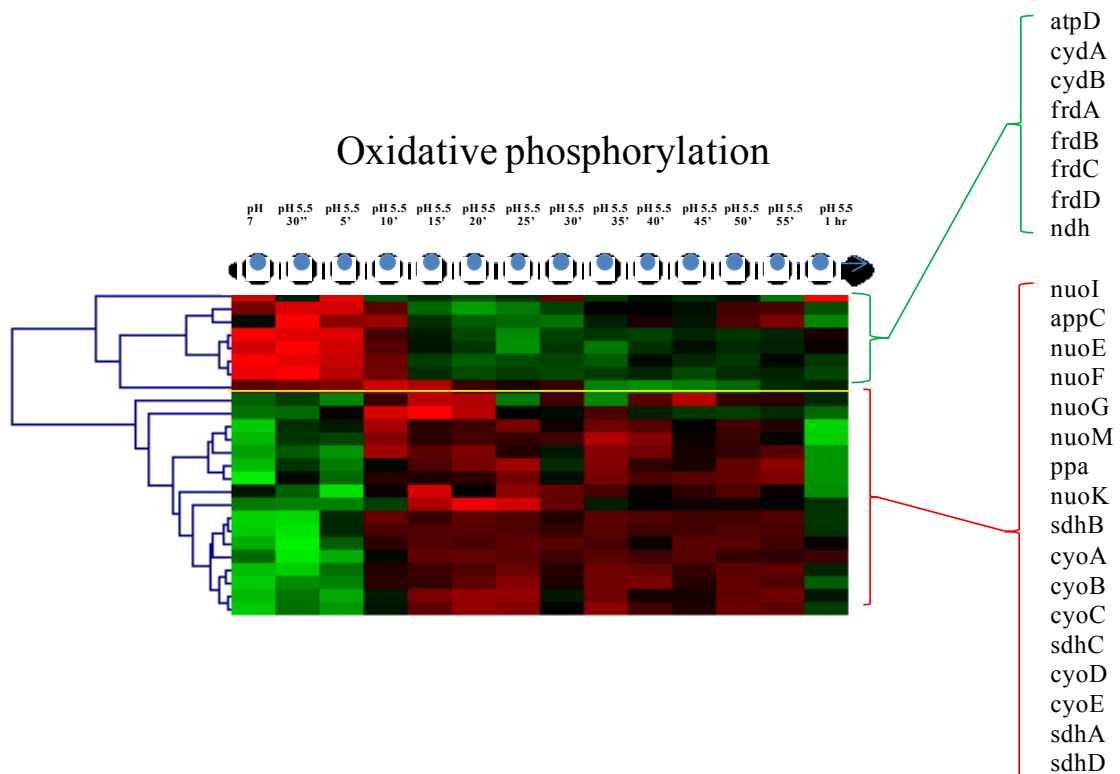 Oxidative phosphorylation
pH 7
pH 5.5 30’’
pH 5.5 5’
pH 5.5 10’
pH 5.5 15’
pH 5.5 20’
pH 5.5 25’
pH 5.5 30’
pH 5.5 35’
pH 5.5 40’
pH 5.5 45’
pH 5.5 50’
pH 5.5 55’
pH 5.5 1 hr
atpD
cydA
cydB
frdA
frdB
frdC
frdD
ndh
nuoI
appC
nuoE
nuoF
nuoG
nuoM
ppa
nuoK
sdhB
cyoA
cyoB
cyoC
sdhC
cyoD
cyoE
sdhA
sdhD